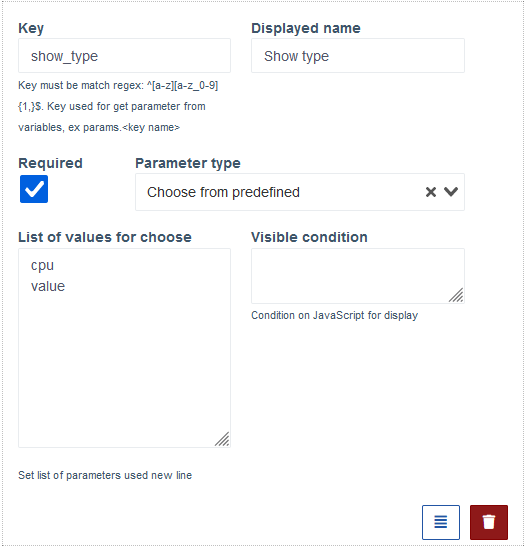 Key
Displayed name
show_type
Show type
Key must be match regex: ^[a-z][a-z_0-9]
{1,}$. Key used for get parameter from
variables, ex params.<key name>
Required
Parameter type
Choose from predefined
List of values for choose
Visible condition
cpu
value
Condition on JavaScript for display
Set list of parameters used new line